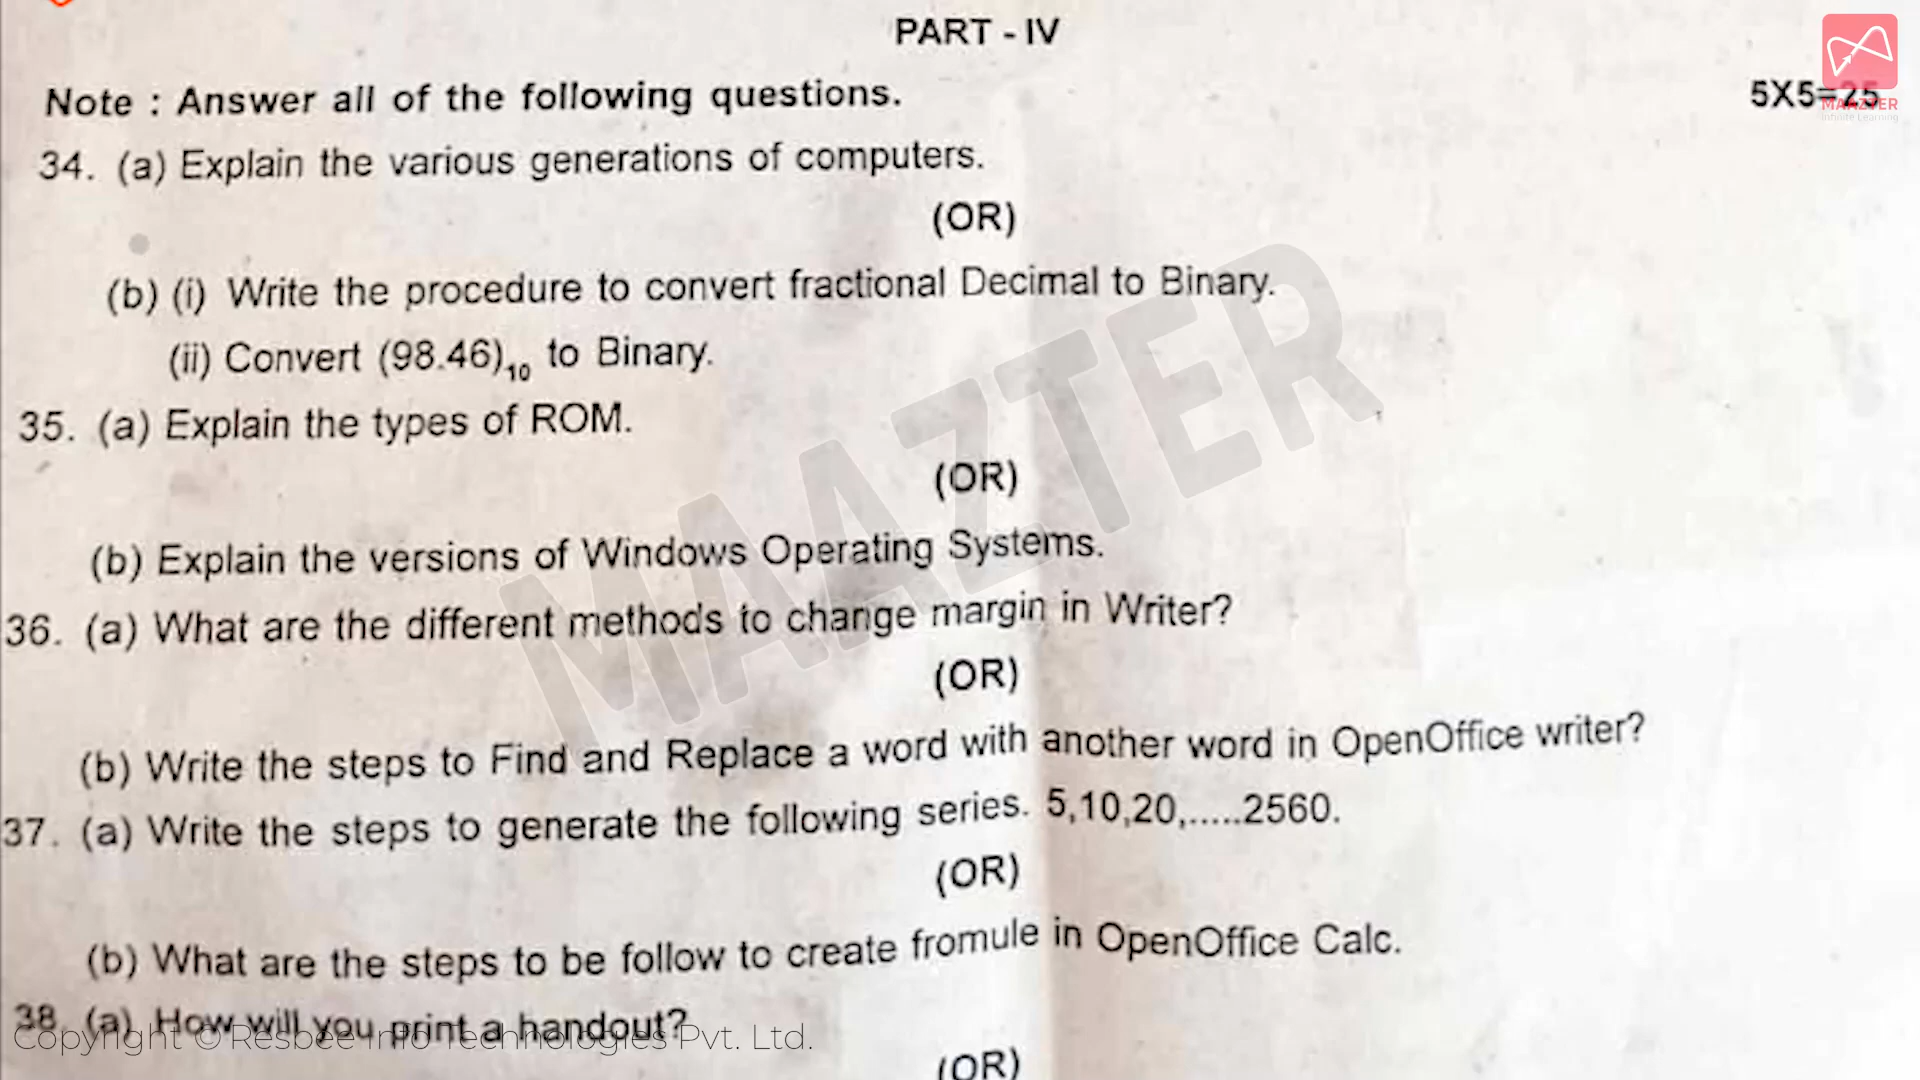 PART - IV
MAAZTER
Infinite Learning
Note : Answer all of the following questions. 5X5=25
34. (a) Explain the various generations of computers.
(OR)
(b) (i) Write the procedure to convert fractional Decimal to Binary.
(ii) Convert (98.46)₁₀ to Binary.
35. (a) Explain the types of ROM.
(OR)
(b) Explain the versions of Windows Operating Systems.
MAAZTER
36. (a) What are the different methods to change margin in Writer?
(OR)
(b) Write the steps to Find and Replace a word with another word in OpenOffice writer?
37. (a) Write the steps to generate the following series. 5,10,20,.....2560.
(OR)
(b) What are the steps to be follow to create fromule in OpenOffice Calc.
38. (a) How will you print a handout?
Copyright © Resbee Info Technologies Pvt. Ltd.
(OR)